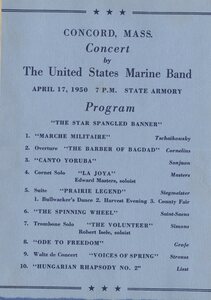 CONCORD, MASS.
Concert
by
The United States Marine Band
APRIL 17, 1950 7 P.M. STATE ARMORY
Program
"THE STAR SPANGLED BANNER"
1. "MARCHE MILITAIRE" Tschaikowsky
2. Overture "THE BARBER OF BAGDAD" Cornelius
3. "CANTO YORUBA" Sanjuan
4. Cornet Solo "LA JOYA" Masters
Edward Masters, soloist
5. Suite "PRAIRIE LEGEND" Siegmeister
1. Bullwacker's Dance 2. Harvest Evening 3. County Fair
6. "THE SPINNING WHEEL" Saint-Saens
7. Trombone Solo "THE VOLUNTEER" Simons
Robert Isele, soloist
8. "ODE TO FREEDOM" Grofe
9. Waltz de Concert "VOICES OF SPRING" Strauss
10. "HUNGARIAN RHAPSODY NO. 2" Liszt